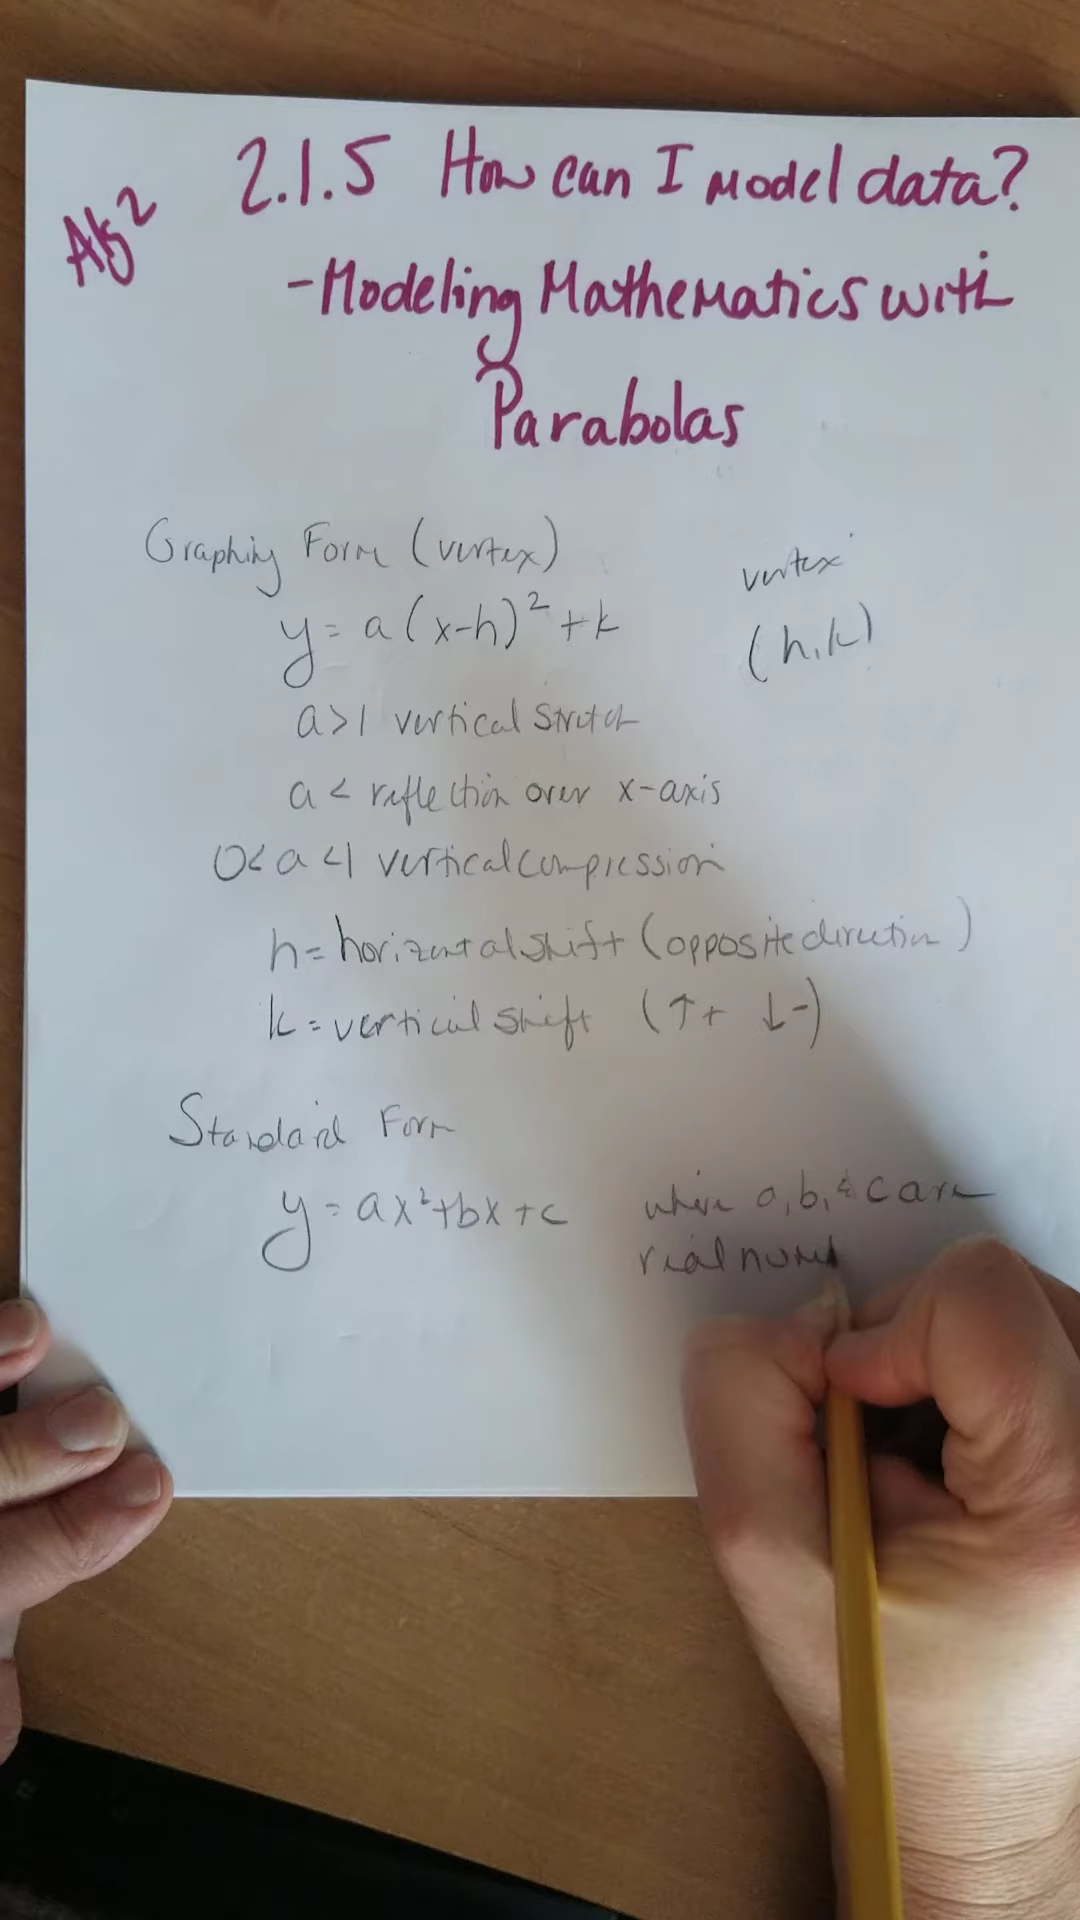 Alg 2
2.1.5 How can I model data?
- Modeling Mathematics with
Parabolas
Graphing Form (vertex)
vertex
y = a(x-h)² + k
(h, k)
a > 1 vertical stretch
a < reflection over x-axis
0 < a < 1 vertical compression
h = horizontal shift (opposite direction)
k = vertical shift (↑+ ↓-)
Standard Form
y = ax² + bx + c
where a, b, & c are
real num